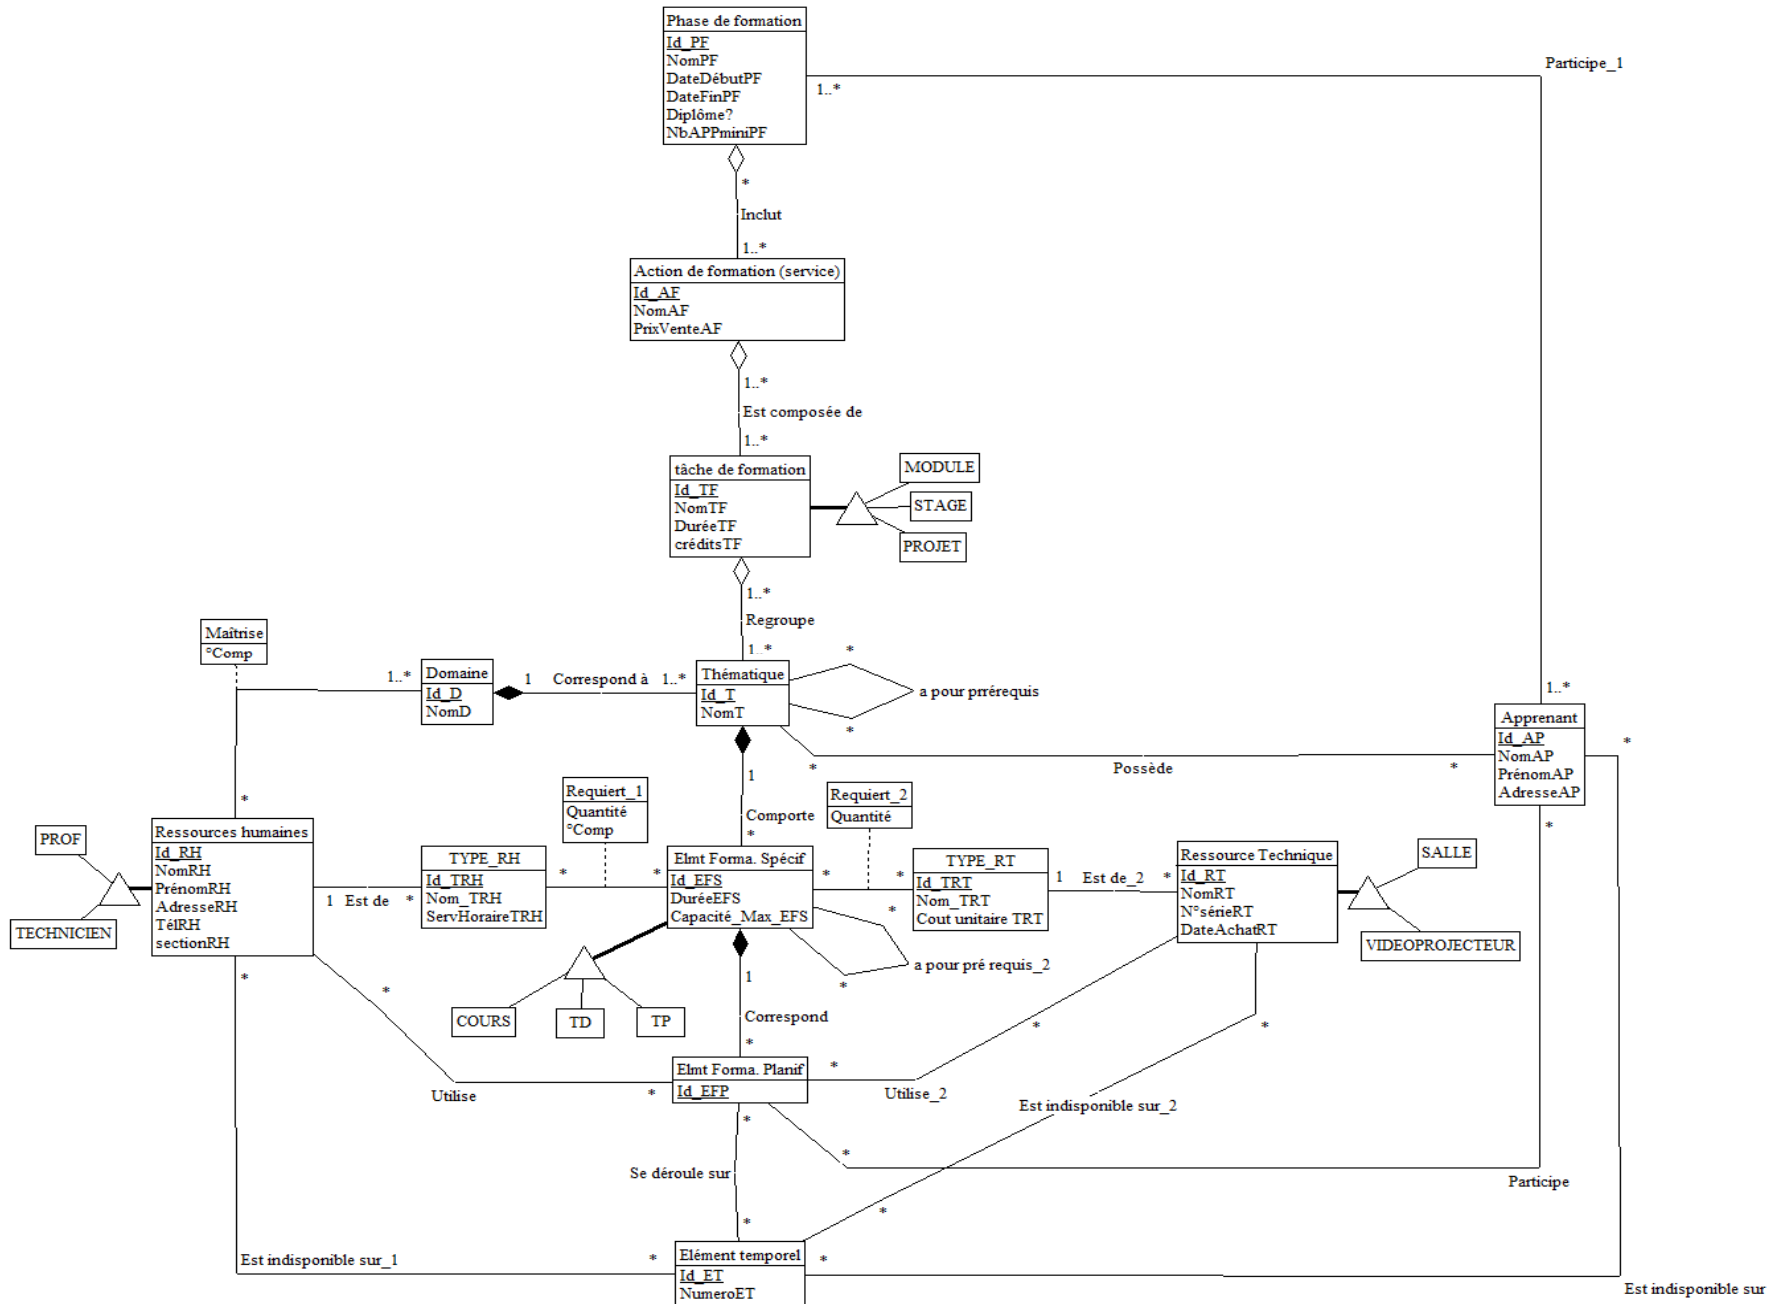 Phase de formation
Id_PF
NomPF
DateDébutPF
DateFinPF
Diplôme?
NbAPPminiPF
1..*
Participe_1
*
Inclut
1..*
Action de formation (service)
Id_AF
NomAF
PrixVenteAF
1..*
Est composée de
1..*
tâche de formation
Id_TF
NomTF
DuréeTF
créditsTF
MODULE
STAGE
PROJET
1..*
Regroupe
1..*
Maîtrise
°Comp
1..*
Domaine
Id_D
NomD
1
Correspond à
1..*
Thématique
Id_T
NomT
*
a pour prrérequis
*
*
Possède
*
1..*
Apprenant
Id_AP
NomAP
PrénomAP
AdresseAP
*
*
1
Comporte
*
Requiert_1
Quantité
°Comp
Requiert_2
Quantité
*
PROF
TECHNICIEN
Ressources humaines
Id_RH
NomRH
PrénomRH
AdresseRH
TélRH
sectionRH
1
Est de
*
TYPE_RH
Id_TRH
Nom_TRH
ServHoraireTRH
*
*
Elmt Forma. Spécif
Id_EFS
DuréeEFS
Capacité_Max_EFS
*
*
TYPE_RT
Id_TRT
Nom_TRT
Cout unitaire TRT
1
Est de_2
*
Ressource Technique
Id_RT
NomRT
N°sérieRT
DateAchatRT
SALLE
VIDEOPROJECTEUR
*
a pour pré requis_2
*
COURS
TD
TP
1
Correspond
*
*
*
Utilise
*
Elmt Forma. Planif
Id_EFP
*
Utilise_2
*
*
Est indisponible sur_2
*
*
Se déroule sur
*
*
Participe
Est indisponible sur_1
*
Elément temporel
Id_ET
NumeroET
*
Est indisponible sur